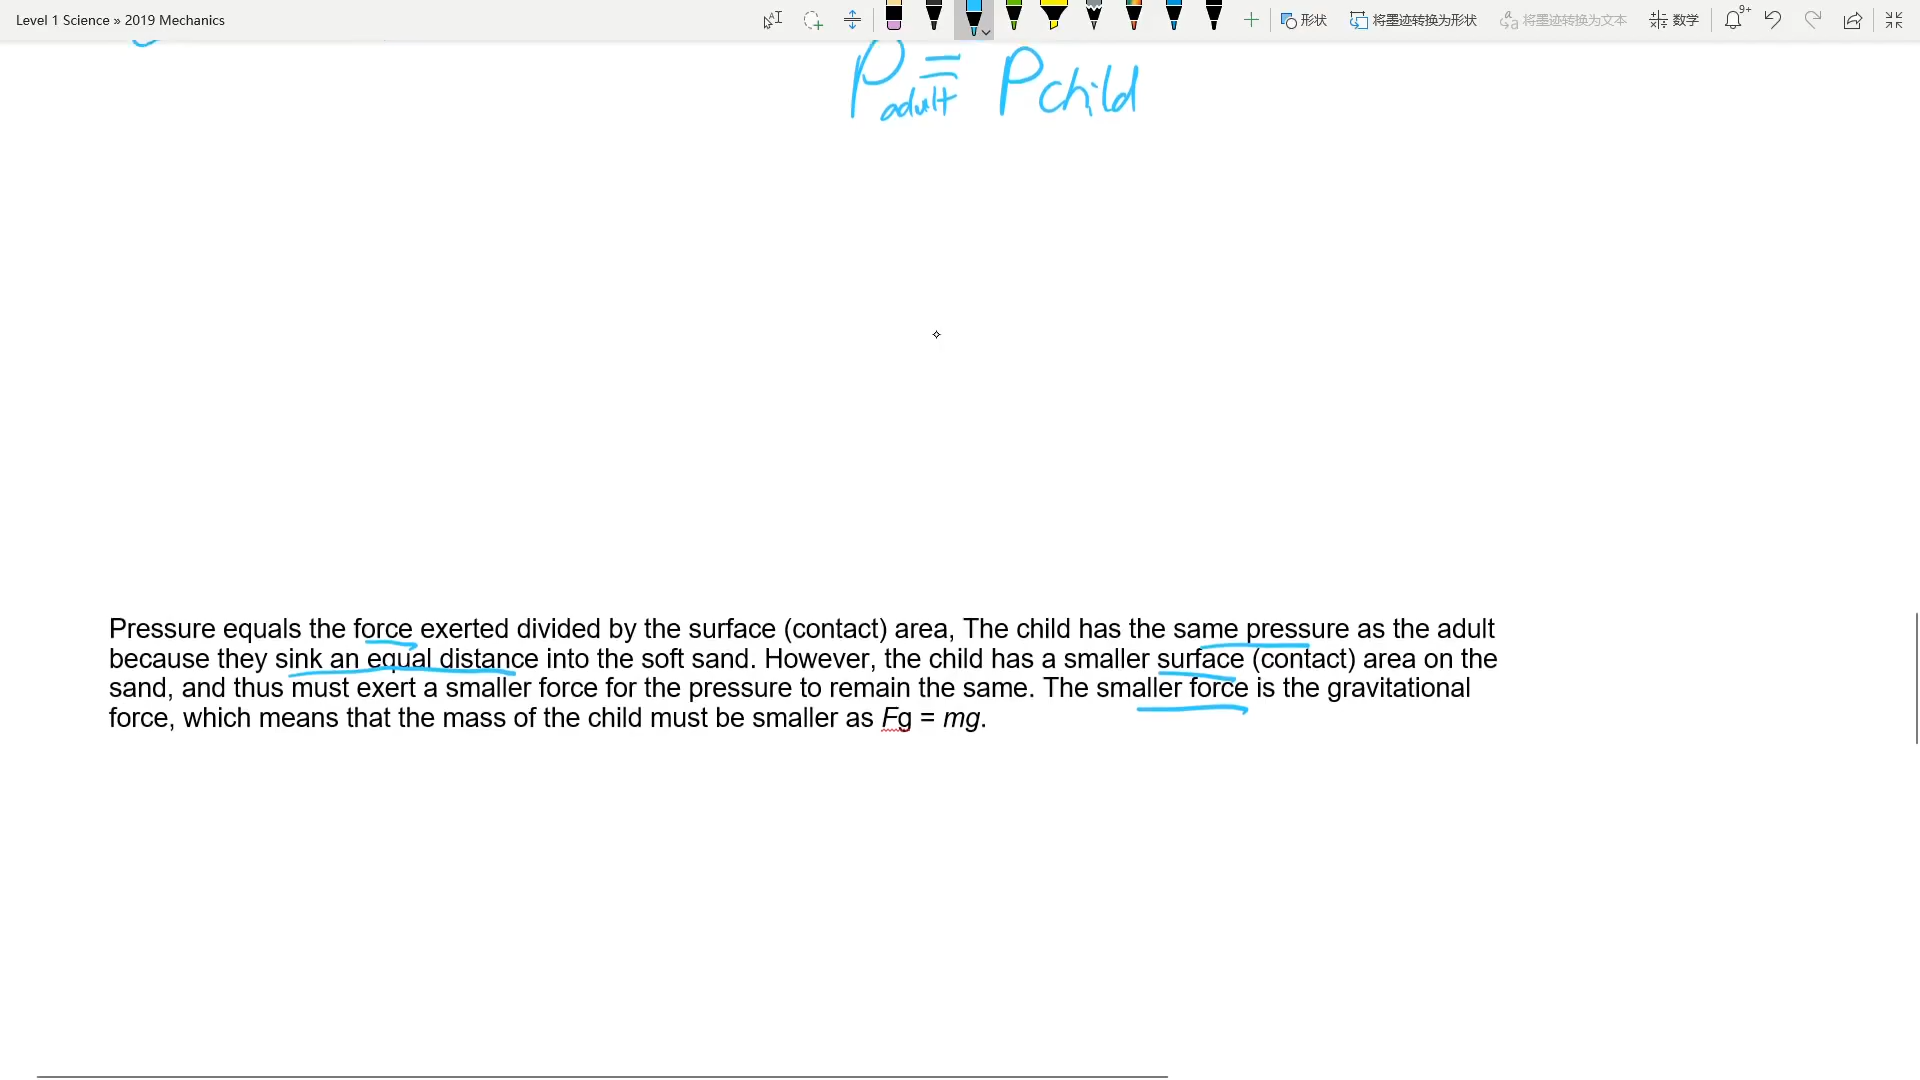 Level 1 Science » 2019 Mechanics
形状 将墨迹转换为形状 将墨迹转换为文本 数学 9+
P adult = P child
Pressure equals the force exerted divided by the surface (contact) area, The child has the same pressure as the adult
because they sink an equal distance into the soft sand. However, the child has a smaller surface (contact) area on the
sand, and thus must exert a smaller force for the pressure to remain the same. The smaller force is the gravitational
force, which means that the mass of the child must be smaller as Fg = mg.